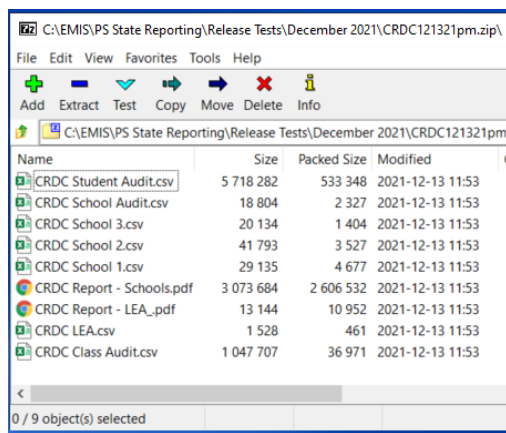 C:\EMIS\PS State Reporting\Release Tests\December 2021\CRDC121321pm.zip\
File Edit View Favorites Tools Help
Add Extract Test Copy Move Delete Info
C:\EMIS\PS State Reporting\Release Tests\December 2021\CRDC121321pm
Name Size Packed Size Modified
CRDC Student Audit.csv 5 718 282 533 348 2021-12-13 11:53
CRDC School Audit.csv 18 804 2 327 2021-12-13 11:53
CRDC School 3.csv 20 134 1 404 2021-12-13 11:53
CRDC School 2.csv 41 793 3 527 2021-12-13 11:53
CRDC School 1.csv 29 135 4 677 2021-12-13 11:53
CRDC Report - Schools.pdf 3 073 684 2 606 532 2021-12-13 11:53
CRDC Report - LEA_.pdf 13 144 10 952 2021-12-13 11:53
CRDC LEA.csv 1 528 461 2021-12-13 11:53
CRDC Class Audit.csv 1 047 707 36 971 2021-12-13 11:53
0 / 9 object(s) selected